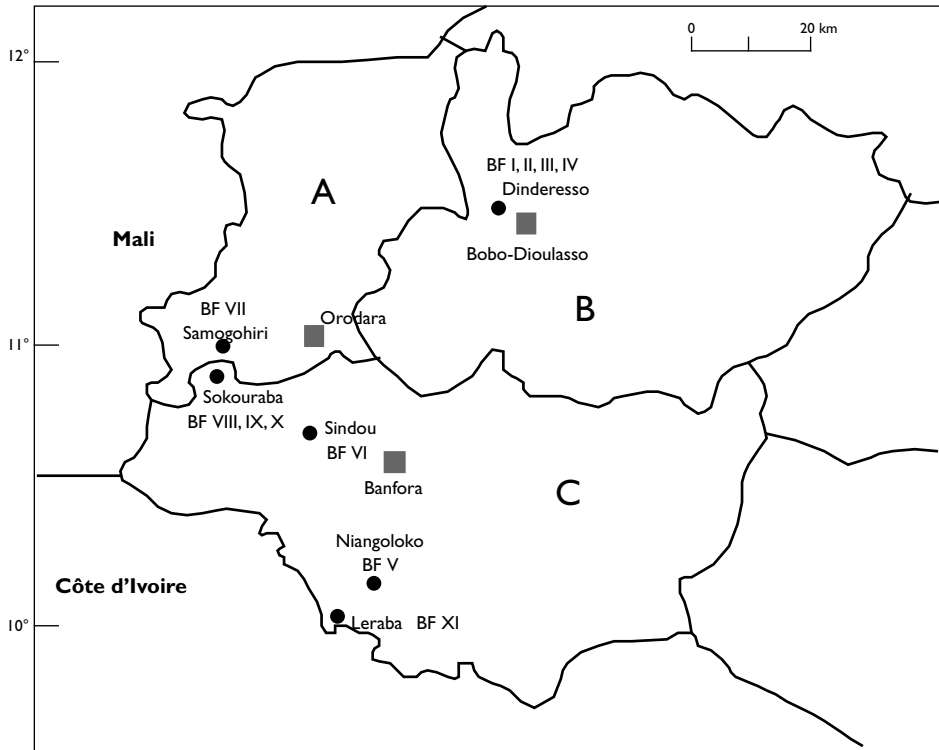 0 20 km
12°
BF I, II, III, IV
Dinderesso
A
Mali
Bobo-Dioulasso
B
BF VII
Samogohiri
Orodara
11°
Sokouraba
BF VIII, IX, X
Sindou
BF VI
Banfora
C
Niangoloko
BF V
Côte d'Ivoire
10°
Leraba BF XI